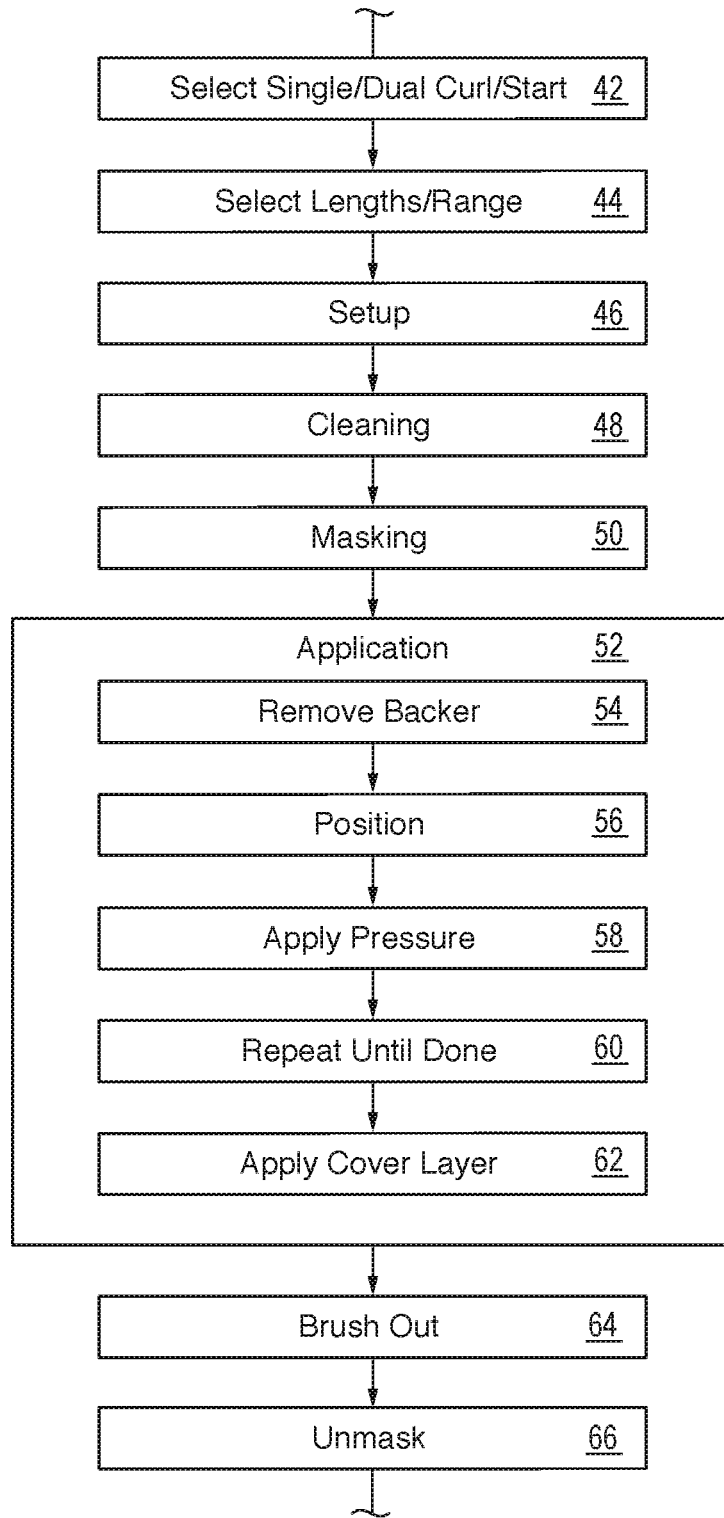 Select Single/Dual Curl/Start 42
Select Lengths/Range 44
Setup 46
Cleaning 48
Masking 50
Application 52
Remove Backer 54
Position 56
Apply Pressure 58
Repeat Until Done 60
Apply Cover Layer 62
Brush Out 64
Unmask 66